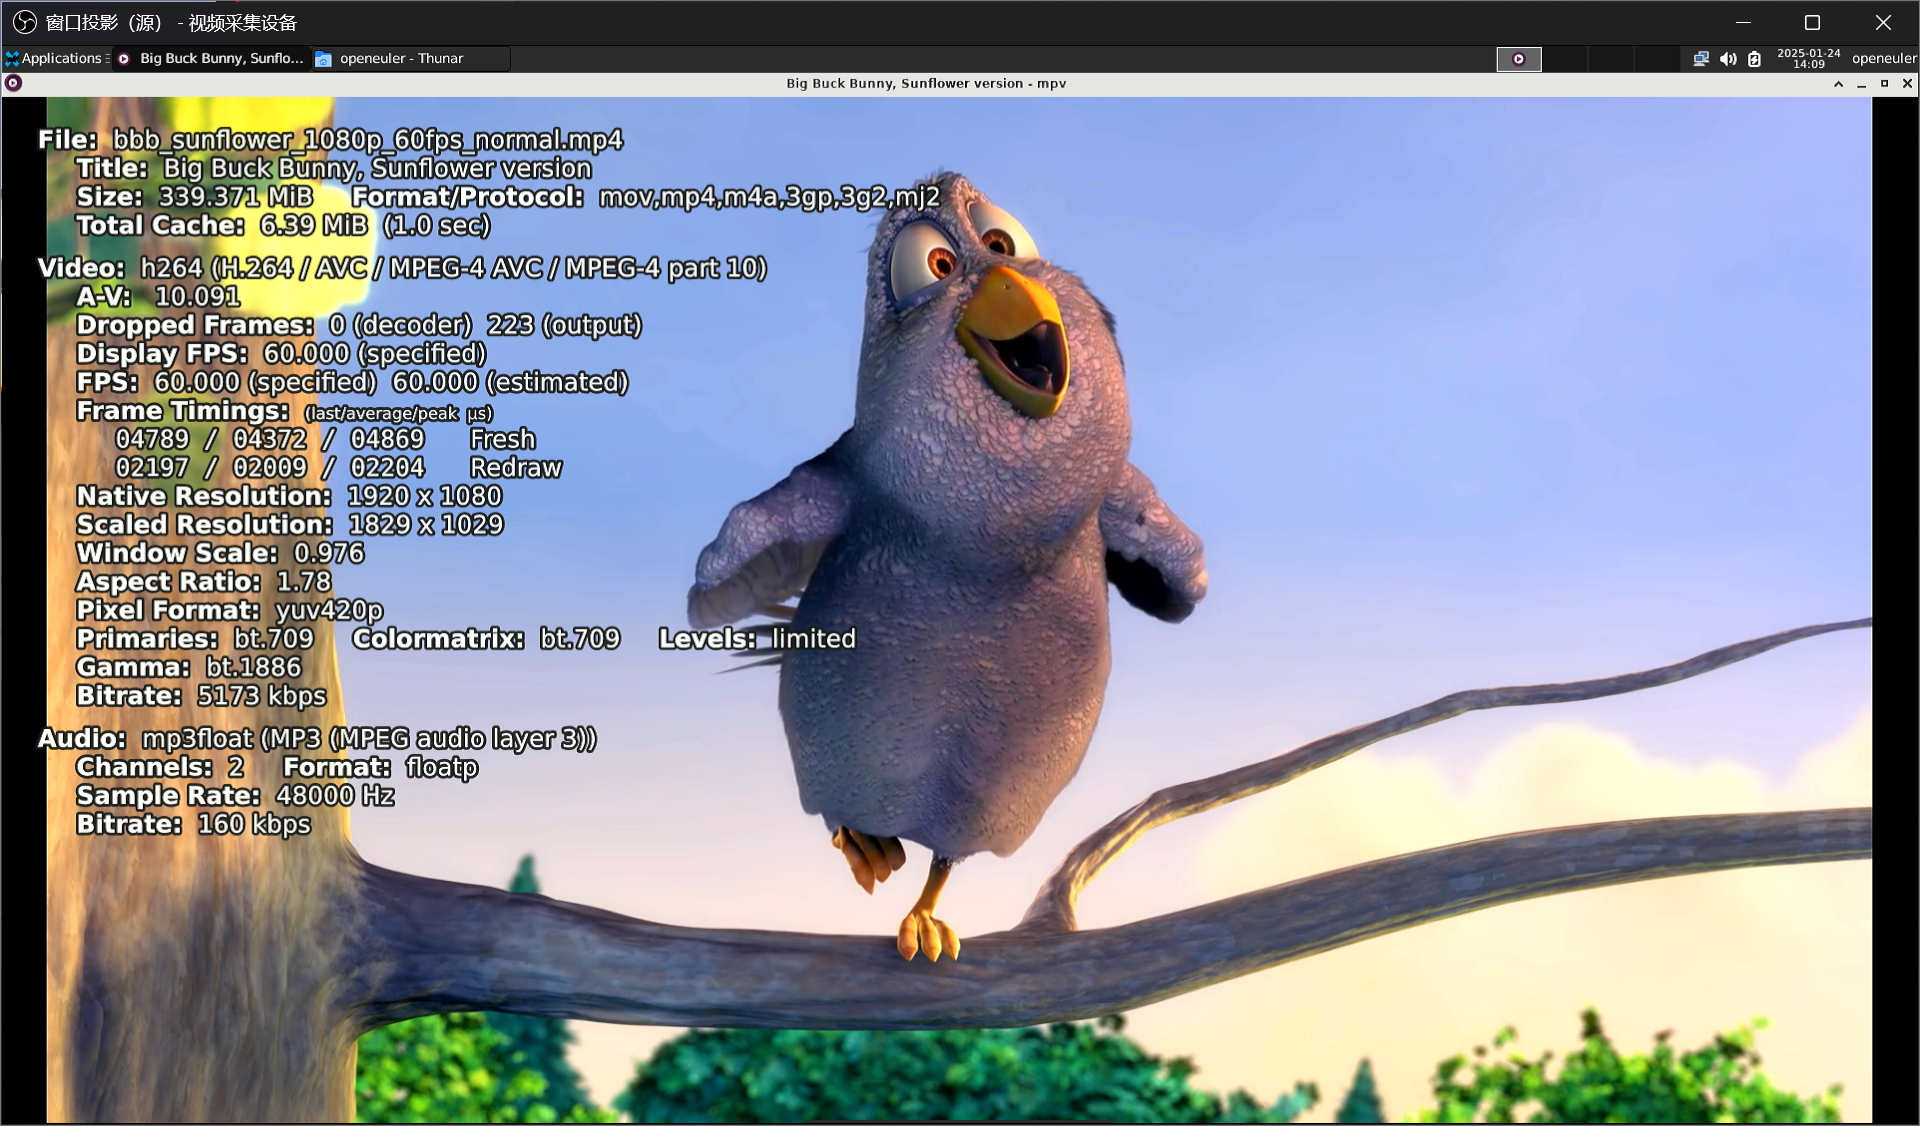 窗口投影（源） - 视频采集设备
Applications Big Buck Bunny, Sunflo... openeuler - Thunar 2025-01-24 openeuler
14:09
Big Buck Bunny, Sunflower version - mpv
File: bbb_sunflower_1080p_60fps_normal.mp4
Title: Big Buck Bunny, Sunflower version
Size: 339.371 MiB Format/Protocol: mov,mp4,m4a,3gp,3g2,mj2
Total Cache: 6.39 MiB (1.0 sec)
Video: h264 (H.264 / AVC / MPEG-4 AVC / MPEG-4 part 10)
A-V: 10.091
Dropped Frames: 0 (decoder) 223 (output)
Display FPS: 60.000 (specified)
FPS: 60.000 (specified) 60.000 (estimated)
Frame Timings: (last/average/peak μs)
04789 / 04372 / 04869 Fresh
02197 / 02009 / 02204 Redraw
Native Resolution: 1920 x 1080
Scaled Resolution: 1829 x 1029
Window Scale: 0.976
Aspect Ratio: 1.78
Pixel Format: yuv420p
Primaries: bt.709 Colormatrix: bt.709 Levels: limited
Gamma: bt.1886
Bitrate: 5173 kbps
Audio: mp3float (MP3 (MPEG audio layer 3))
Channels: 2 Format: floatp
Sample Rate: 48000 Hz
Bitrate: 160 kbps